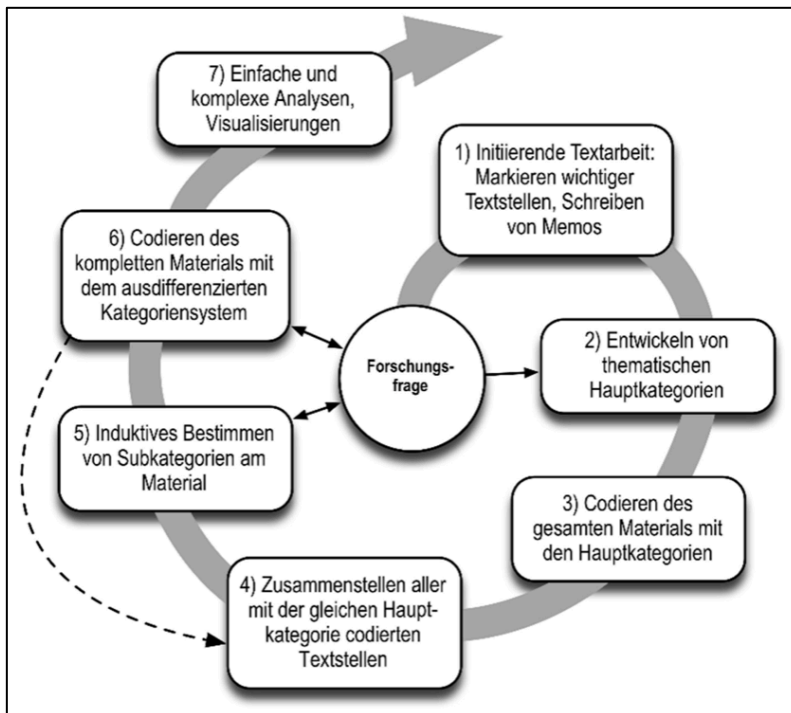 7) Einfache und
komplexe Analysen,
Visualisierungen
1) Initiierende Textarbeit:
Markieren wichtiger
Textstellen, Schreiben
von Memos
6) Codieren des
kompletten Materials mit
dem ausdifferenzierten
Kategoriensystem
Forschungs-
frage
2) Entwickeln von
thematischen
Hauptkategorien
5) Induktives Bestimmen
von Subkategorien am
Material
3) Codieren des
gesamten Materials mit
den Hauptkategorien
4) Zusammenstellen aller
mit der gleichen Haupt-
kategorie codierten
Textstellen